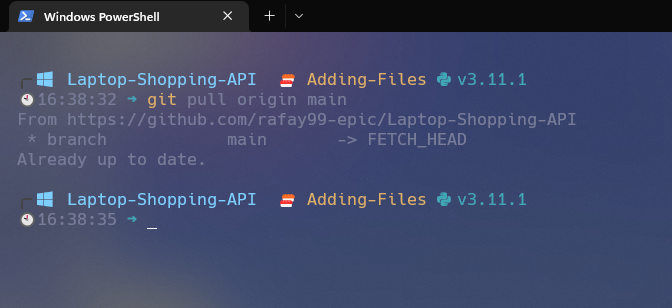 Windows PowerShell
Laptop-Shopping-API Adding-Files v3.11.1
16:38:32 → git pull origin main
From https://github.com/rafay99-epic/Laptop-Shopping-API
* branch main -> FETCH_HEAD
Already up to date.
Laptop-Shopping-API Adding-Files v3.11.1
16:38:35 → _